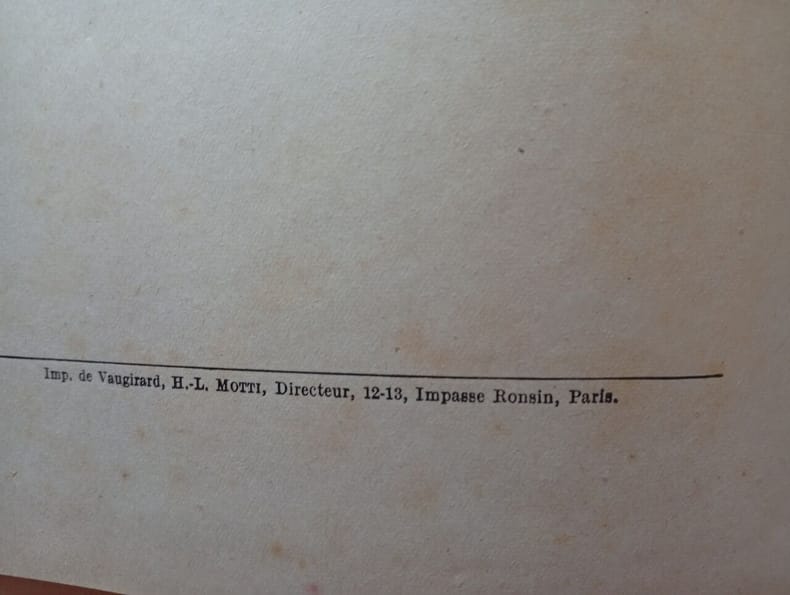 Imp. de Vaugirard, H.-L. MOTTI, Directeur, 12-13, Impasse Ronsin, Paris.